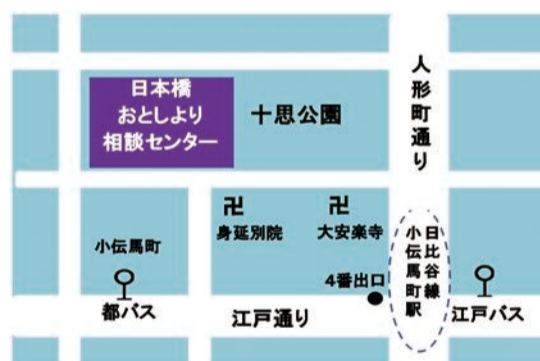 日本橋
おとしより
相談センター
十思公園
人形町通り
卍
身延別院
卍
大安楽寺
小伝馬町
都バス
江戸通り
4番出口
日比谷線
小伝馬町駅
江戸バス